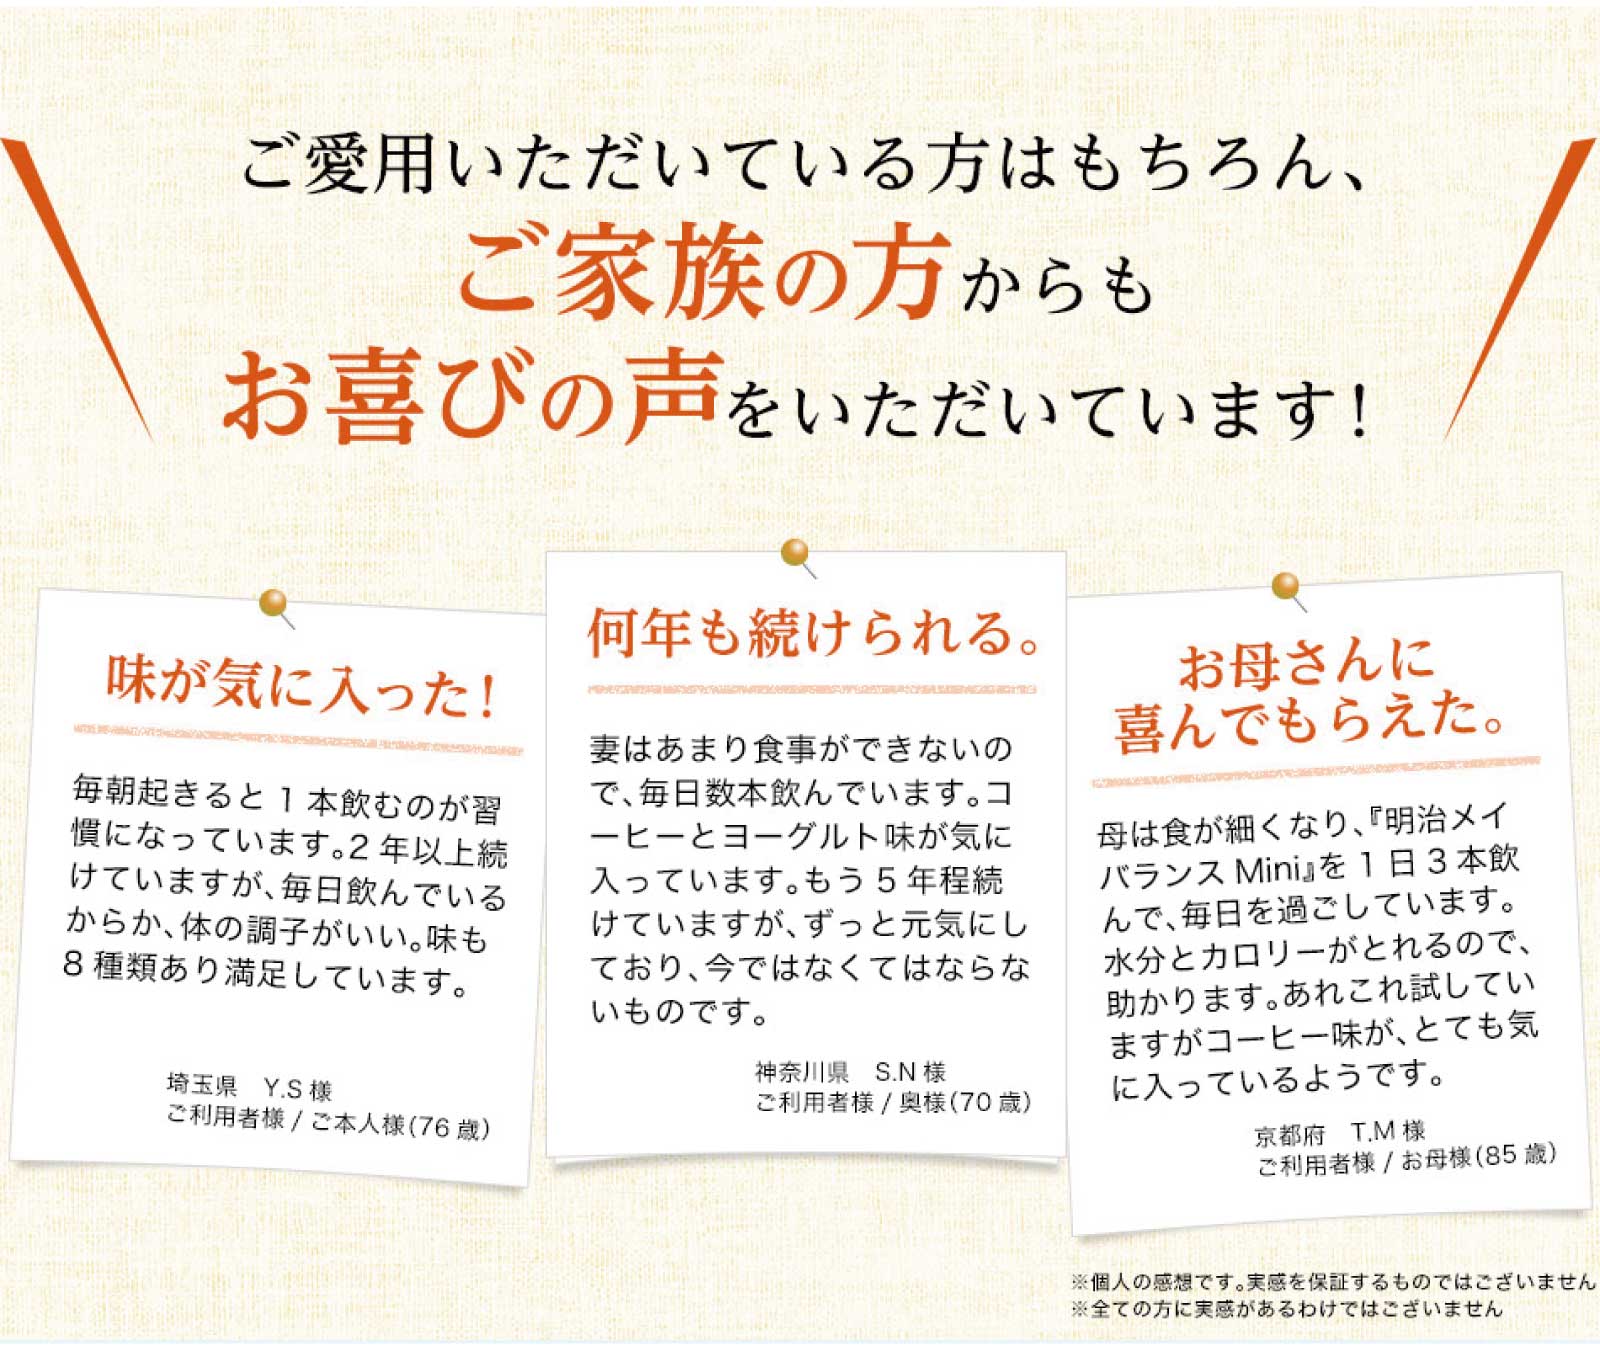 ご愛用いただいている方はもちろん、
ご家族の方からも
お喜びの声をいただいています！
味が気に入った！
毎朝起きると1本飲むのが習
慣になっています。2年以上続
けていますが、毎日飲んでいる
からか、体の調子がいい。味も
8種類あり満足しています。
埼玉県　Y.S様
ご利用者様 / ご本人様（76歳）
何年も続けられる。
妻はあまり食事ができないの
で、毎日数本飲んでいます。コ
ーヒーとヨーグルト味が気に
入っています。もう5年程続
けていますが、ずっと元気にし
ており、今ではなくてはならな
いものです。
神奈川県　S.N様
ご利用者様 / 奥様（70歳）
お母さんに
喜んでもらえた。
母は食が細くなり、『明治メイ
バランスMini』を1日3本飲
んで、毎日を過ごしています。
水分とカロリーがとれるので、
助かります。あれこれ試してい
ますがコーヒー味が、とても気
に入っているようです。
京都府　T.M様
ご利用者様 / お母様（85歳）
※個人の感想です。実感を保証するものではございません
※全ての方に実感があるわけではございません